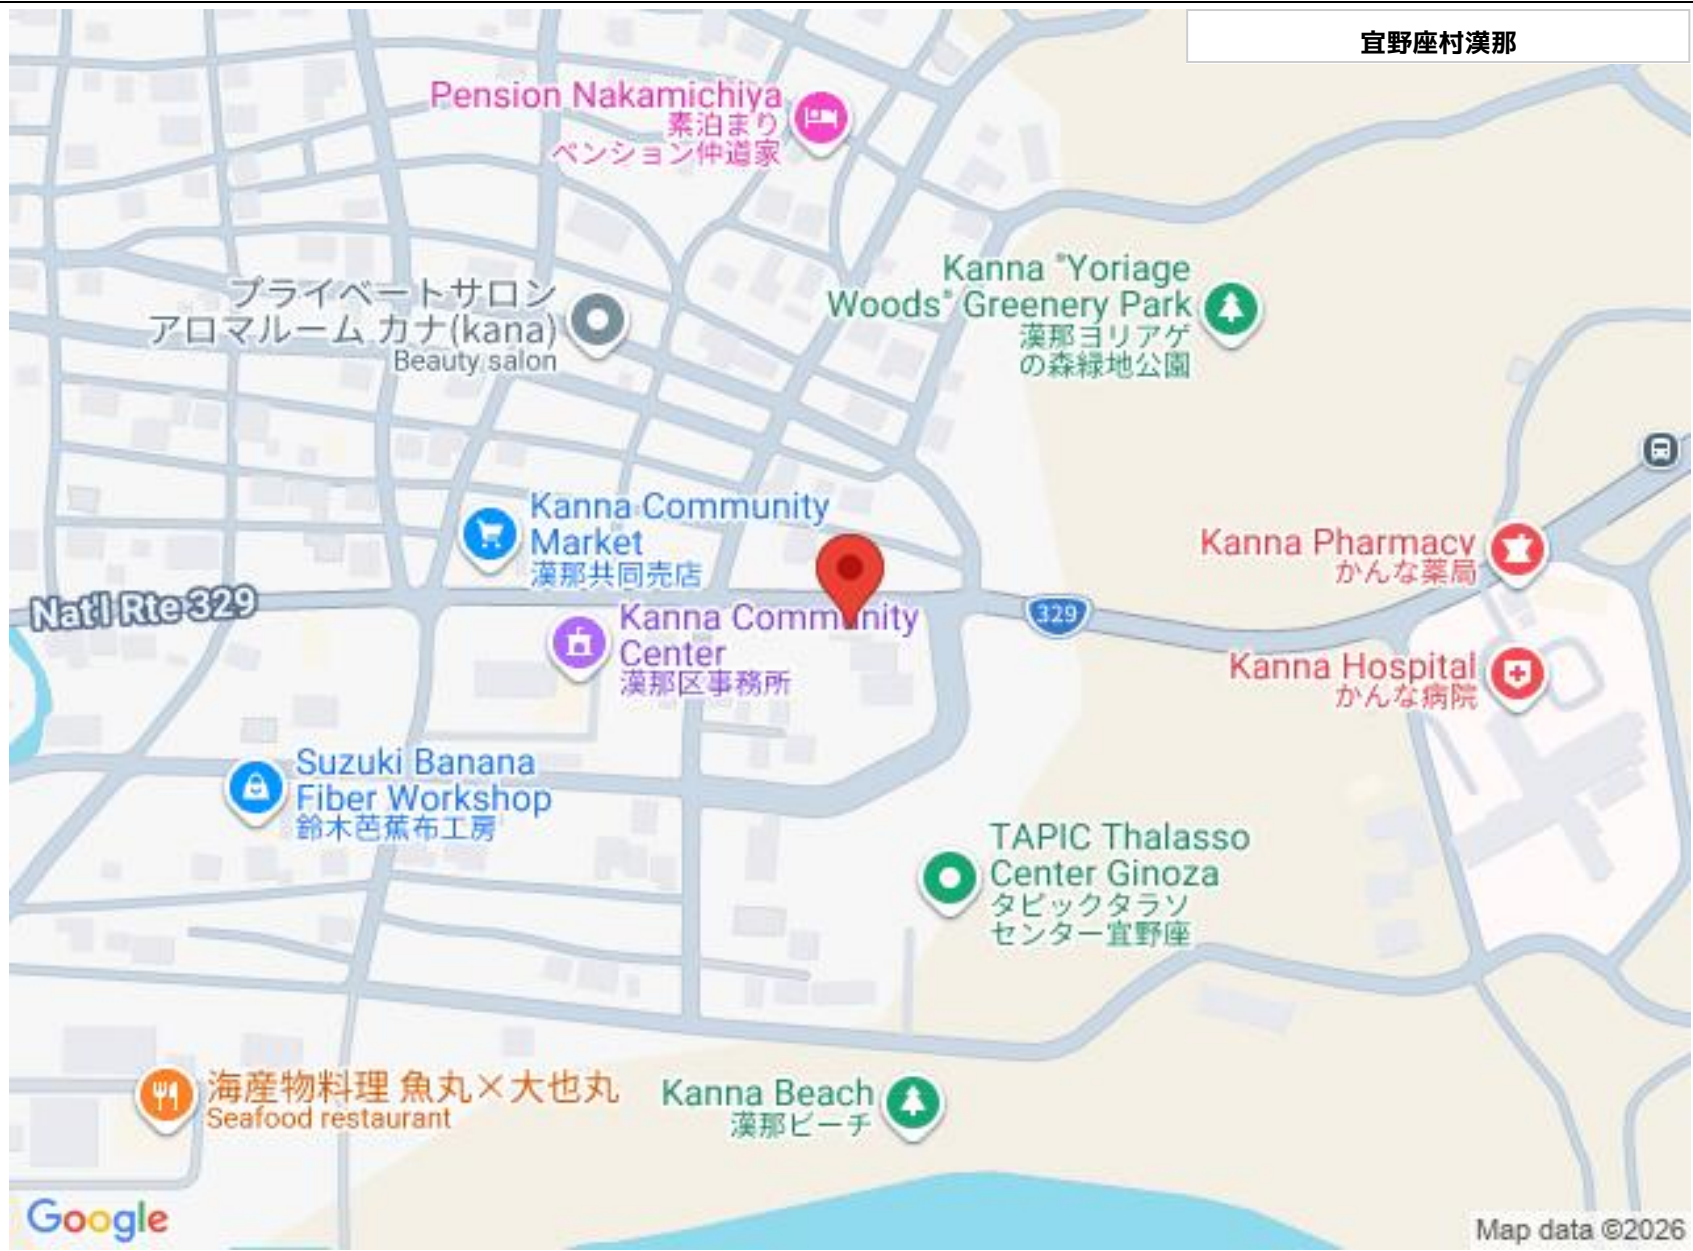 宜野座村漢那
Pension Nakamichiya
素泊まり
ペンション仲道家
Kanna "Yoriage
Woods" Greenery Park
漢那ヨリアゲ
の森緑地公園
プライベートサロン
アロマルーム カナ(kana)
Beauty salon
Kanna Community
Market
漢那共同売店
Kanna Pharmacy
かんな薬局
Nat'l Rte 329
Kanna Community
Center
漢那区事務所
329
Kanna Hospital
かんな病院
Suzuki Banana
Fiber Workshop
鈴木芭蕉布工房
TAPIC Thalasso
Center Ginoza
タピックタラソ
センター宜野座
海産物料理 魚丸×大也丸
Seafood restaurant
Kanna Beach
漢那ビーチ
Google
Map data ©2026